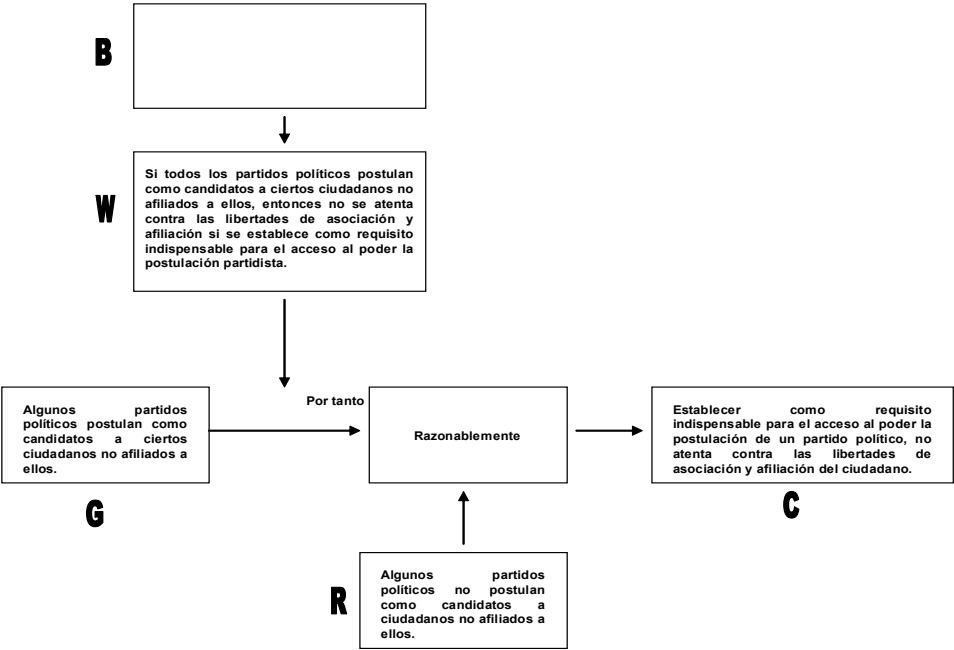 B
Si todos los partidos políticos postulan
como candidatos a ciertos ciudadanos no
afiliados a ellos, entonces no se atenta
contra las libertades de asociación y
afiliación si se establece como requisito
indispensable para el acceso al poder la
postulación partidista.
W
Algunos partidos
políticos postulan como
candidatos a ciertos
ciudadanos no afiliados a
ellos.
G
Por tanto
Razonablemente
Establecer como requisito
indispensable para el acceso al poder la
postulación de un partido político, no
atenta contra las libertades de
asociación y afiliación del ciudadano.
C
Algunos partidos
políticos no postulan
como candidatos a
ciudadanos no afiliados a
ellos.
R